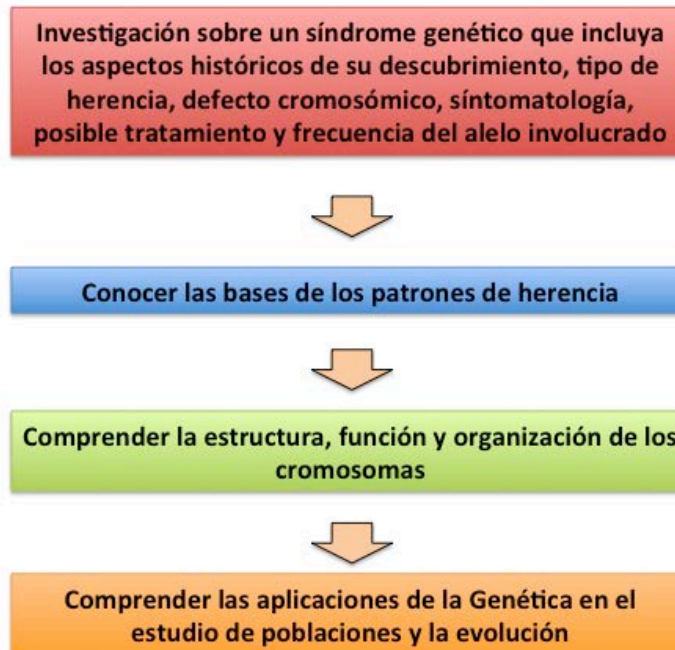 Investigación sobre un síndrome genético que incluya
los aspectos históricos de su descubrimiento, tipo de
herencia, defecto cromosómico, síntomatología,
posible tratamiento y frecuencia del alelo involucrado
Conocer las bases de los patrones de herencia
Comprender la estructura, función y organización de los
cromosomas
Comprender las aplicaciones de la Genética en el
estudio de poblaciones y la evolución